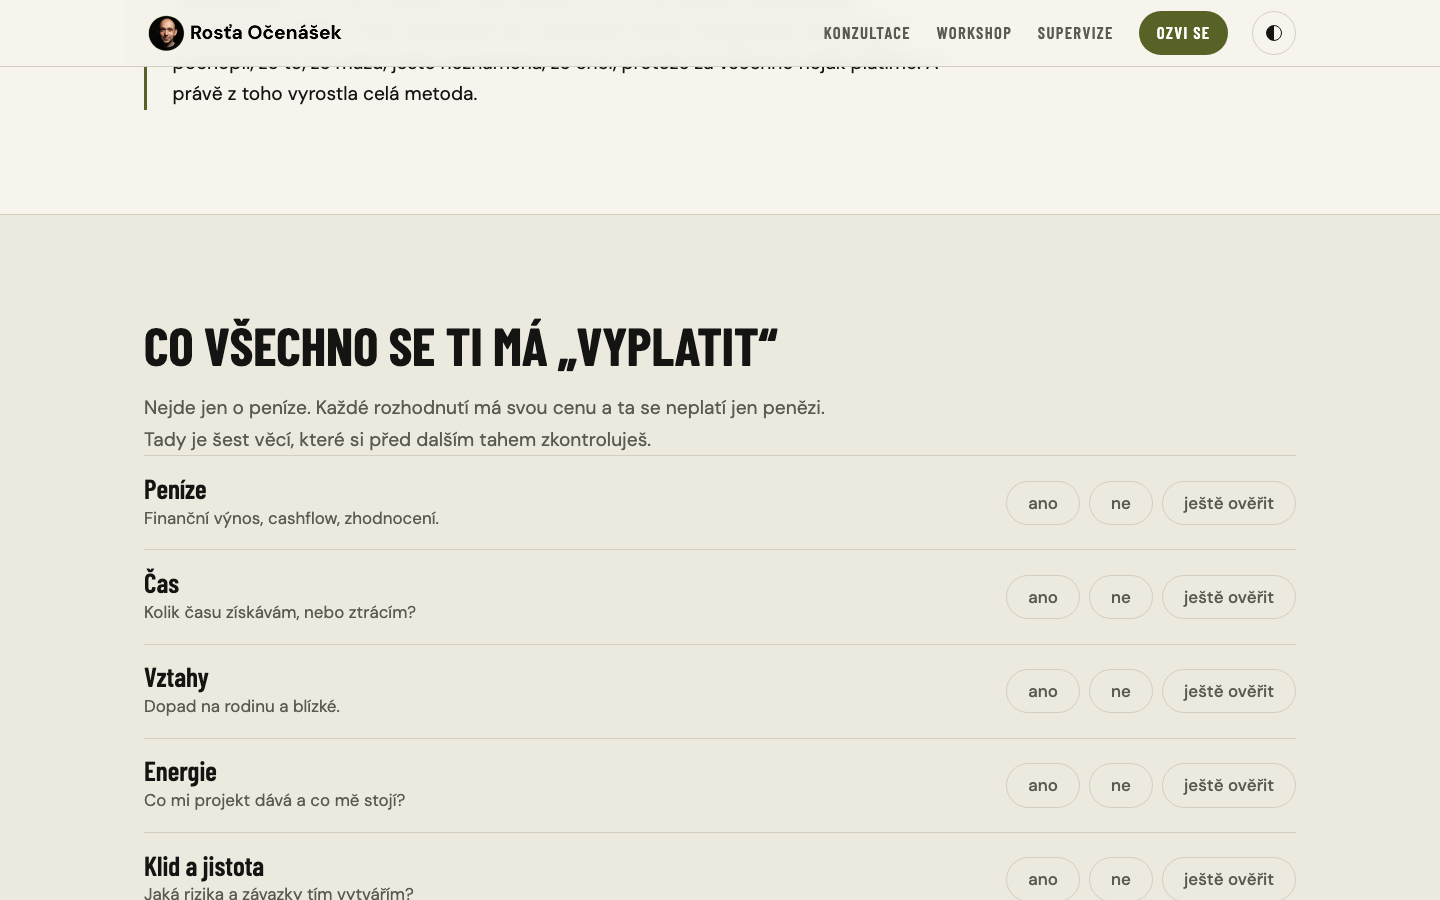 Rosťa Očenášek
KONZULTACE WORKSHOP SUPERVIZE OZVI SE
právě z toho vyrostla celá metoda.
CO VŠECHNO SE TI MÁ „VYPLATIT“
Nejde jen o peníze. Každé rozhodnutí má svou cenu a ta se neplatí jen penězi.
Tady je šest věcí, které si před dalším tahem zkontroluješ.
Peníze
Finanční výnos, cashflow, zhodnocení.
ano ne ještě ověřit
Čas
Kolik času získávám, nebo ztrácím?
ano ne ještě ověřit
Vztahy
Dopad na rodinu a blízké.
ano ne ještě ověřit
Energie
Co mi projekt dává a co mě stojí?
ano ne ještě ověřit
Klid a jistota
Jaká rizika a závazky tím vytvářím?
ano ne ještě ověřit